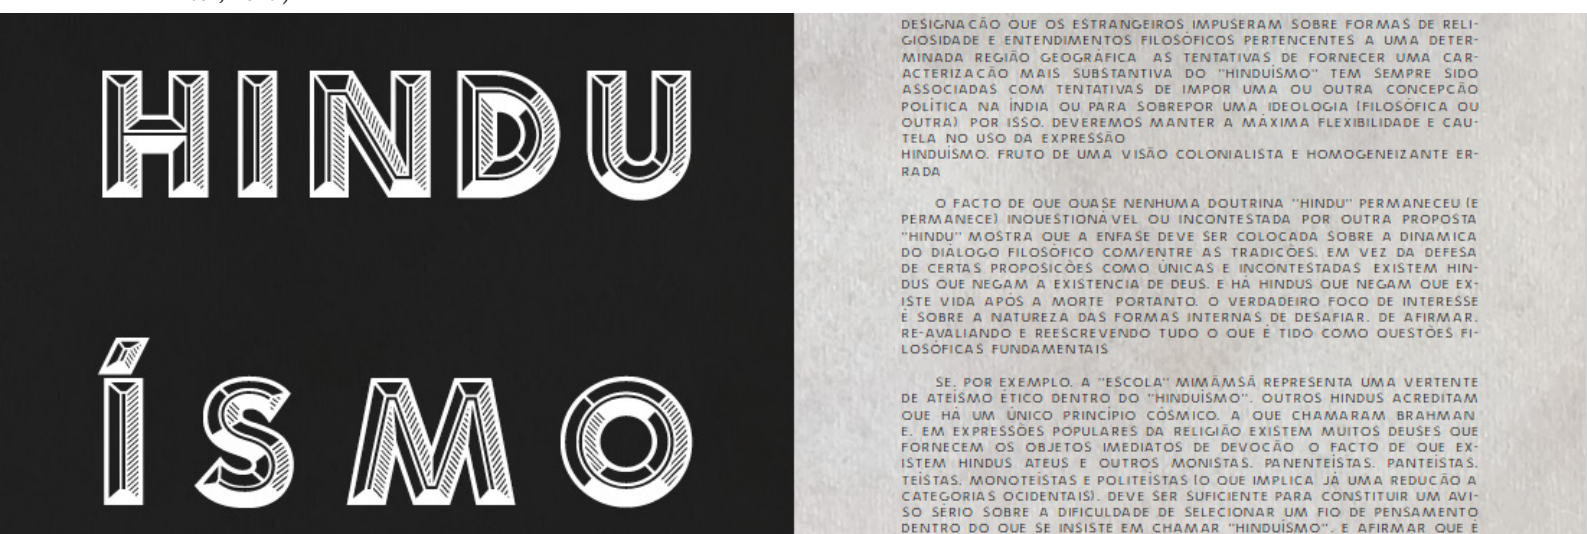 HINDU
ÍSMO
DESIGNACÃO QUE OS ESTRANGEIROS IMPUSERAM SOBRE FORMAS DE RELI-
GIOSIDADE E ENTENDIMENTOS FILOSÓFICOS PERTENCENTES A UMA DETER-
MINADA REGIÃO GEOGRÁFICA AS TENTATIVAS DE FORNECER UMA CAR-
ACTERIZACÃO MAIS SUBSTANTIVA DO "HINDUÍSMO" TEM SEMPRE SIDO
ASSOCIADAS COM TENTATIVAS DE IMPOR UMA OU OUTRA CONCEPCÃO
POLÍTICA NA ÍNDIA OU PARA SOBREPOR UMA IDEOLOGIA (FILOSÓFICA OU
OUTRA) POR ISSO. DEVEREMOS MANTER A MÁXIMA FLEXIBILIDADE E CAU-
TELA NO USO DA EXPRESSÃO
HINDUÍSMO. FRUTO DE UMA VISÃO COLONIALISTA E HOMOGENEIZANTE ER-
RADA
O FACTO DE QUE QUASE NENHUMA DOUTRINA "HINDU" PERMANECEU (E
PERMANECE) INQUESTIONÁVEL OU INCONTESTADA POR OUTRA PROPOSTA
"HINDU" MOSTRA QUE A ENFASE DEVE SER COLOCADA SOBRE A DINAMICA
DO DIÁLOGO FILOSÓFICO COM/ENTRE AS TRADICÕES. EM VEZ DA DEFESA
DE CERTAS PROPOSICÕES COMO ÚNICAS E INCONTESTADAS EXISTEM HIN-
DUS QUE NEGAM A EXISTENCIA DE DEUS. E HÁ HINDUS QUE NEGAM QUE EX-
ISTE VIDA APÓS A MORTE PORTANTO. O VERDADEIRO FOCO DE INTERESSE
É SOBRE A NATUREZA DAS FORMAS INTERNAS DE DESAFIAR. DE AFIRMAR.
RE-AVALIANDO E REESCREVENDO TUDO O QUE É TIDO COMO QUESTÕES FI-
LOSÓFICAS FUNDAMENTAIS
SE. POR EXEMPLO. A "ESCOLA" MIMĀMSĀ REPRESENTA UMA VERTENTE
DE ATEÍSMO ÉTICO DENTRO DO "HINDUÍSMO". OUTROS HINDUS ACREDITAM
QUE HÁ UM ÚNICO PRINCÍPIO CÓSMICO. A QUE CHAMARAM BRAHMAN
E. EM EXPRESSÕES POPULARES DA RELIGIÃO EXISTEM MUITOS DEUSES QUE
FORNECEM OS OBJETOS IMEDIATOS DE DEVOCÃO O FACTO DE QUE EX-
ISTEM HINDUS ATEUS E OUTROS MONISTAS. PANENTEÍSTAS. PANTEÍSTAS.
TEÍSTAS. MONOTEÍSTAS E POLITEÍSTAS (O QUE IMPLICA JÁ UMA REDUCÃO A
CATEGORIAS OCIDENTAIS). DEVE SER SUFICIENTE PARA CONSTITUIR UM AVI-
SO SÉRIO SOBRE A DIFICULDADE DE SELECIONAR UM FIO DE PENSAMENTO
DENTRO DO QUE SE INSISTE EM CHAMAR "HINDUÍSMO". E AFIRMAR QUE É